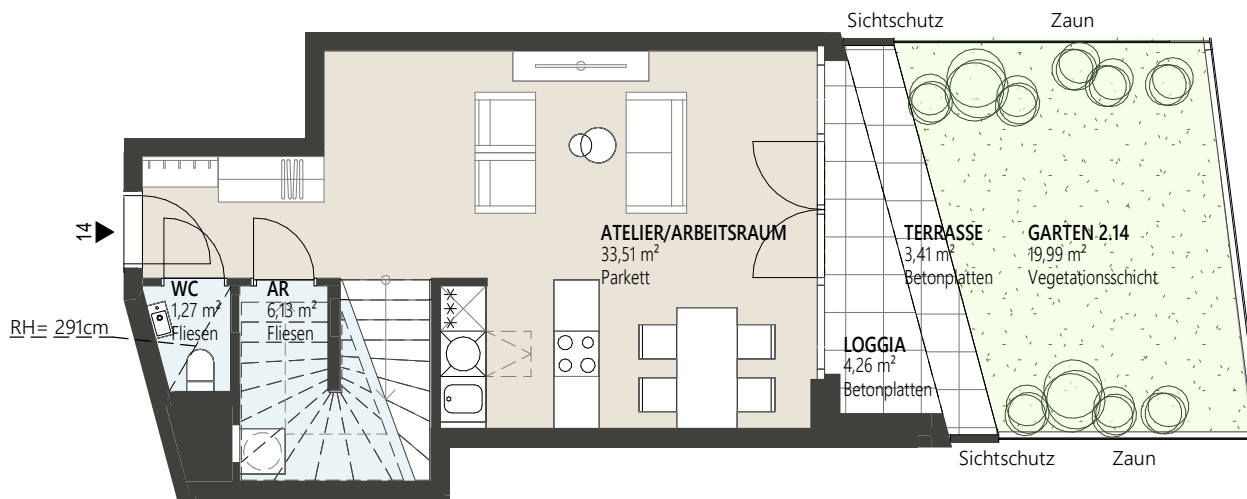 Sichtschutz
Zaun
14
ATELIER/ARBEITSRAUM
33,51 m²
Parkett
TERRASSE
3,41 m²
Betonplatten
GARTEN 2.14
19,99 m²
Vegetationsschicht
WC
1,27 m²
Fliesen
AR
6,13 m²
Fliesen
RH= 291cm
LOGGIA
4,26 m²
Betonplatten
Sichtschutz
Zaun